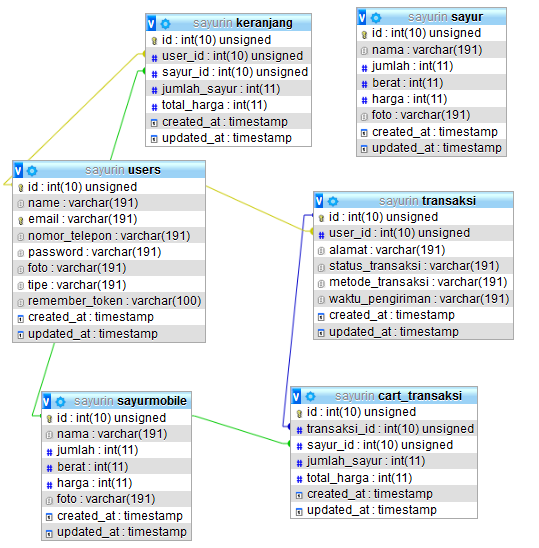 sayurin keranjang
id : int(10) unsigned
user_id : int(10) unsigned
sayur_id : int(10) unsigned
jumlah_sayur : int(11)
total_harga : int(11)
created_at : timestamp
updated_at : timestamp
sayurin sayur
id : int(10) unsigned
nama : varchar(191)
jumlah : int(11)
berat : int(11)
harga : int(11)
foto : varchar(191)
created_at : timestamp
updated_at : timestamp
sayurin users
id : int(10) unsigned
name : varchar(191)
email : varchar(191)
nomor_telepon : varchar(191)
password : varchar(191)
foto : varchar(191)
tipe : varchar(191)
remember_token : varchar(100)
created_at : timestamp
updated_at : timestamp
sayurin transaksi
id : int(10) unsigned
user_id : int(10) unsigned
alamat : varchar(191)
status_transaksi : varchar(191)
metode_transaksi : varchar(191)
waktu_pengiriman : varchar(191)
created_at : timestamp
updated_at : timestamp
sayurin sayurmobile
id : int(10) unsigned
nama : varchar(191)
jumlah : int(11)
berat : int(11)
harga : int(11)
foto : varchar(191)
created_at : timestamp
updated_at : timestamp
sayurin cart_transaksi
id : int(10) unsigned
transaksi_id : int(10) unsigned
sayur_id : int(10) unsigned
jumlah_sayur : int(11)
total_harga : int(11)
created_at : timestamp
updated_at : timestamp